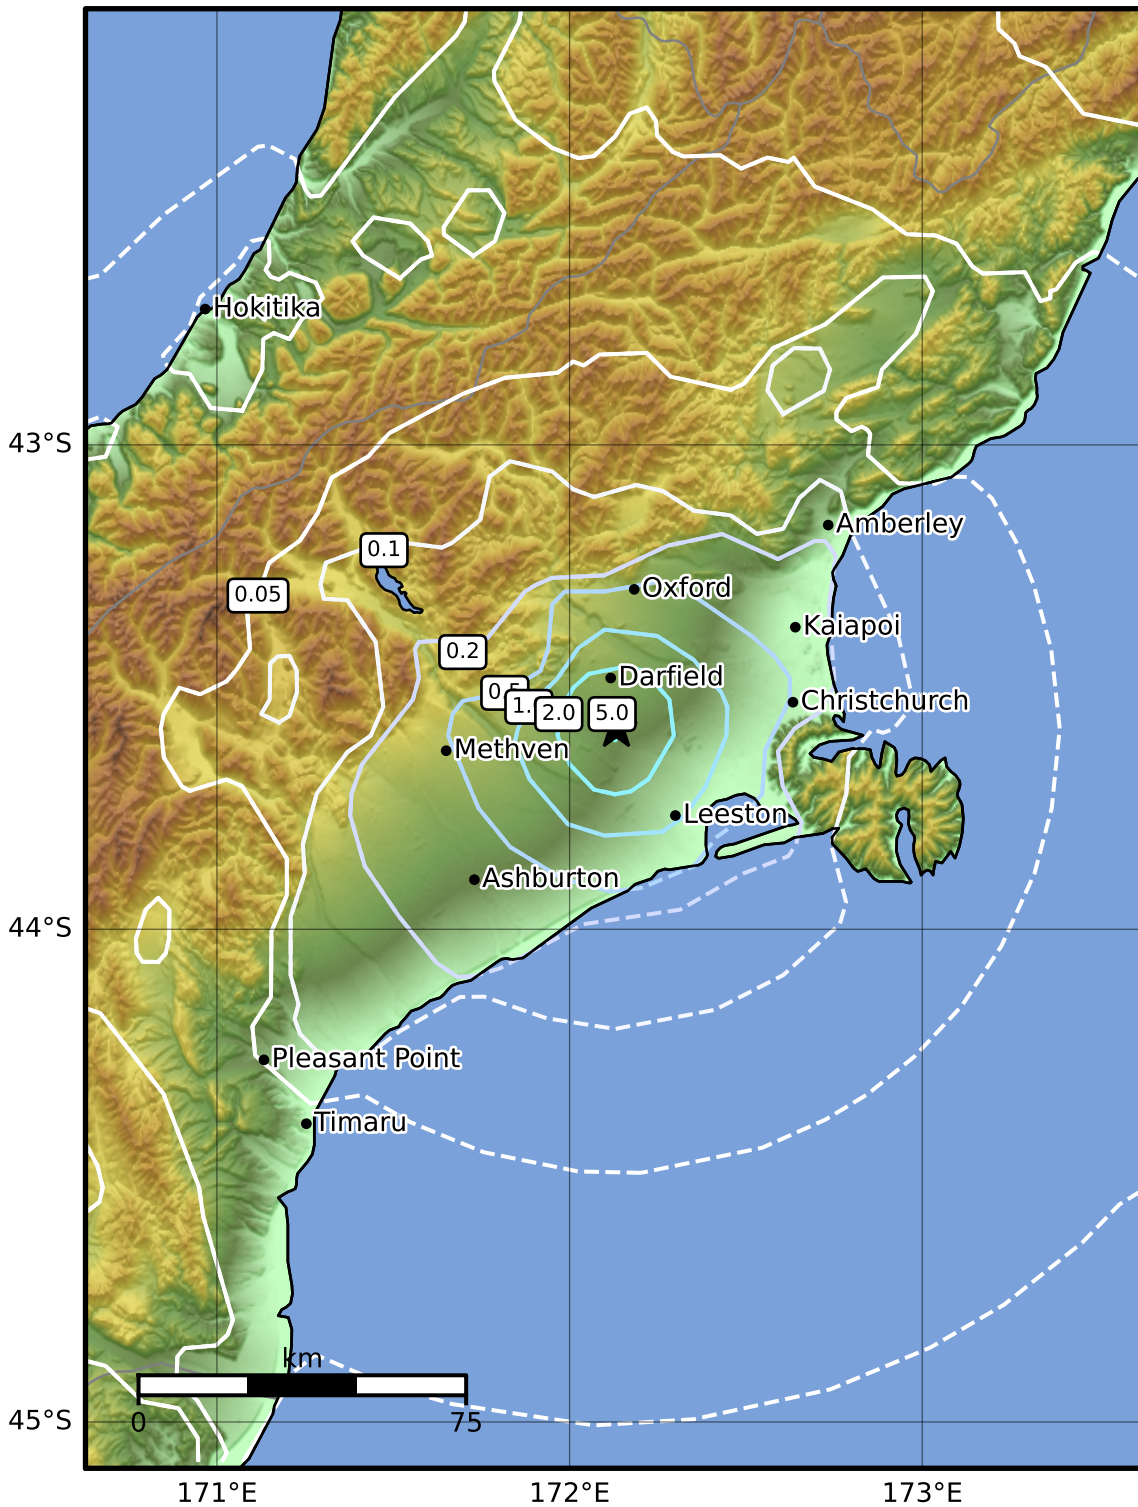 Hokitika
43°S
Amberley
0.1
Oxford
0.05
Kaiapoi
0.2
Darfield
Christchurch
2.0
5.0
Methven
Leeston
Ashburton
44°S
Pleasant Point
Timaru
km
0
75
45°S
171°E
172°E
173°E